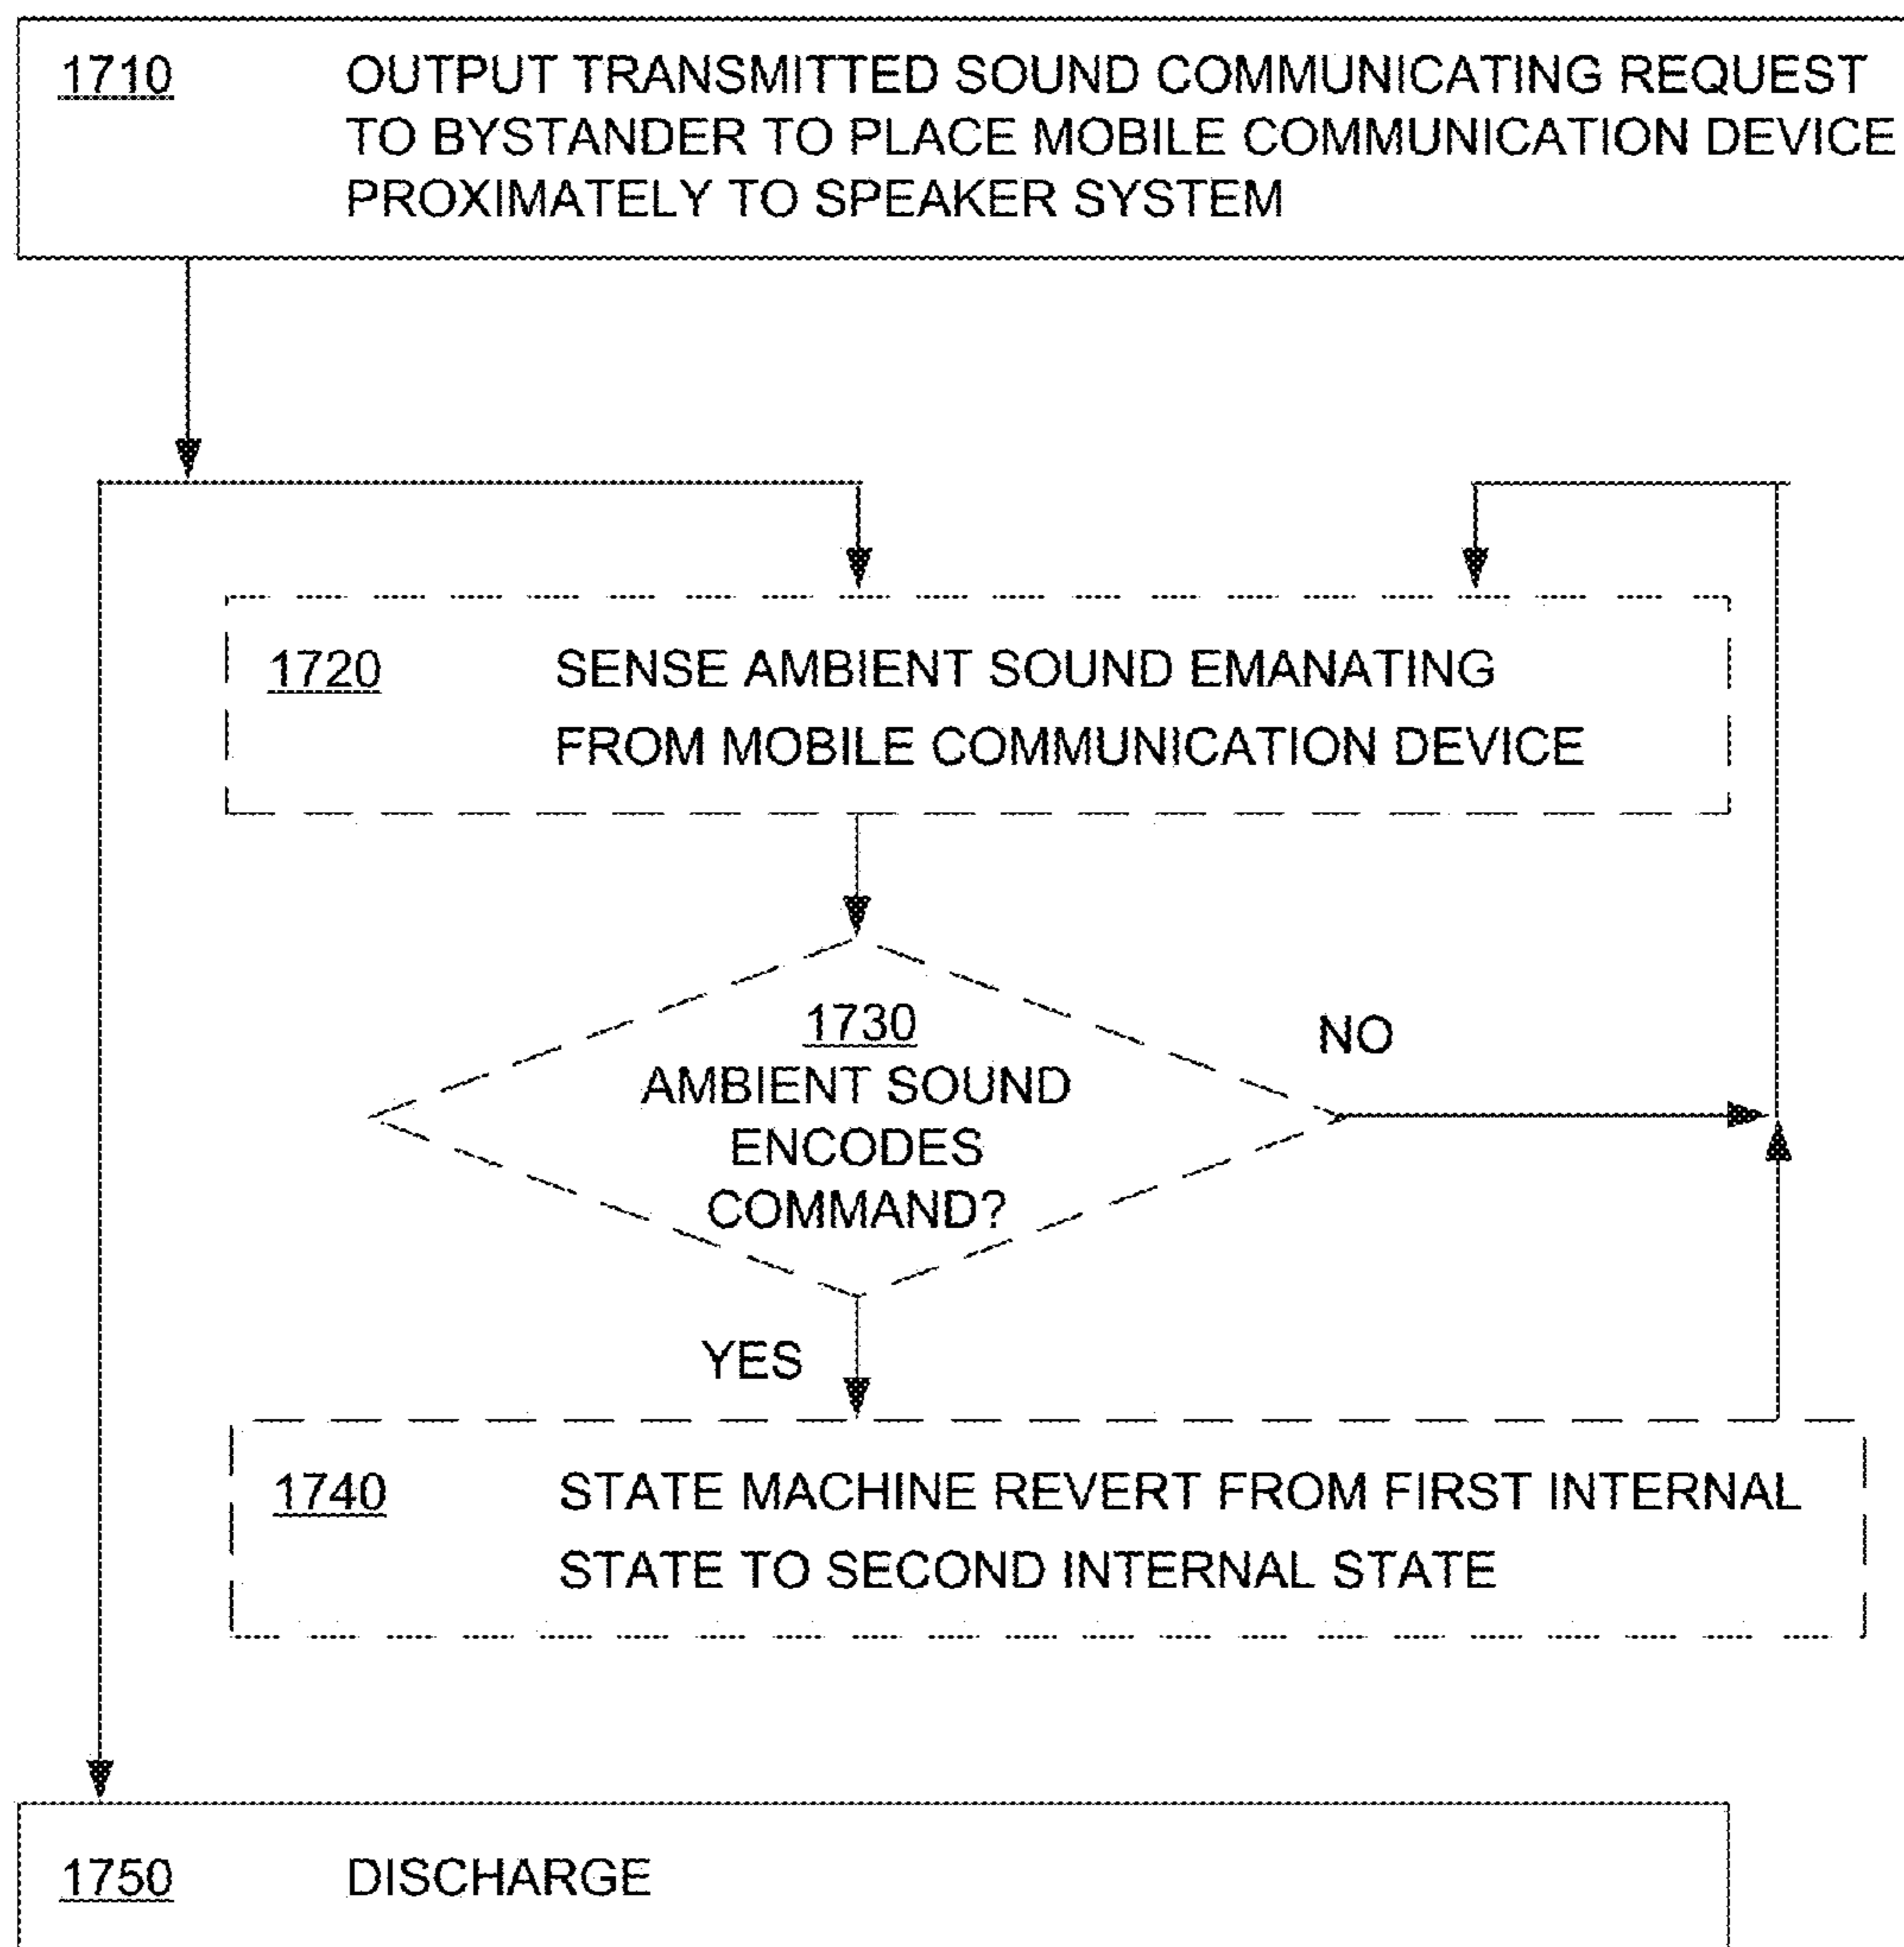 1710 OUTPUT TRANSMITTED SOUND COMMUNICATING REQUEST
TO BYSTANDER TO PLACE MOBILE COMMUNICATION DEVICE
PROXIMATELY TO SPEAKER SYSTEM
1720 SENSE AMBIENT SOUND EMANATING
FROM MOBILE COMMUNICATION DEVICE
1730
AMBIENT SOUND
ENCODES
COMMAND?
NO
YES
1740 STATE MACHINE REVERT FROM FIRST INTERNAL
STATE TO SECOND INTERNAL STATE
1750 DISCHARGE